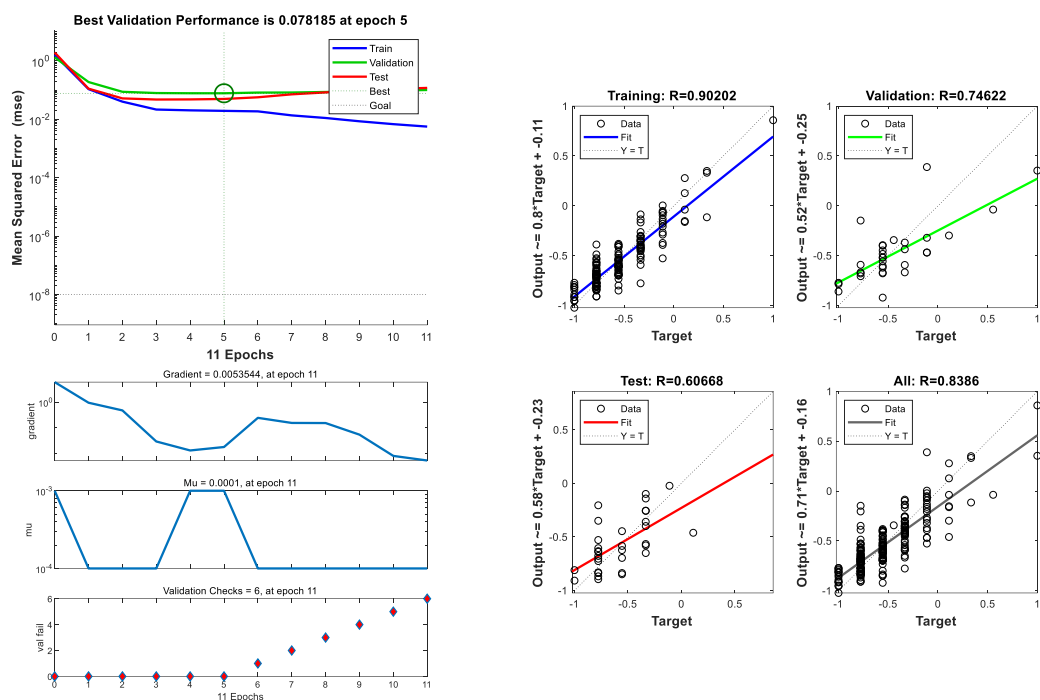 Best Validation Performance is 0.078185 at epoch 5
Mean Squared Error (mse)
10^0
10^-2
10^-4
10^-6
10^-8
Train
Validation
Test
Best
Goal
0 1 2 3 4 5 6 7 8 9 10 11
11 Epochs
Gradient = 0.0053544, at epoch 11
gradient
10^0
Mu = 0.0001, at epoch 11
mu
10^-3
10^-4
Validation Checks = 6, at epoch 11
val fail
6
4
2
0
0 1 2 3 4 5 6 7 8 9 10 11
11 Epochs
Training: R=0.90202
Output ~= 0.8*Target + -0.11
1
0.5
0
-0.5
-1
Data
Fit
Y = T
-1 -0.5 0 0.5 1
Target
Validation: R=0.74622
Output ~= 0.52*Target + -0.25
1
0.5
0
-0.5
-1
Data
Fit
Y = T
-1 -0.5 0 0.5 1
Target
Test: R=0.60668
Output ~= 0.58*Target + -0.23
0.5
0
-0.5
-1
Data
Fit
Y = T
-1 -0.5 0 0.5
Target
All: R=0.8386
Output ~= 0.71*Target + -0.16
1
0.5
0
-0.5
-1
Data
Fit
Y = T
-1 -0.5 0 0.5 1
Target